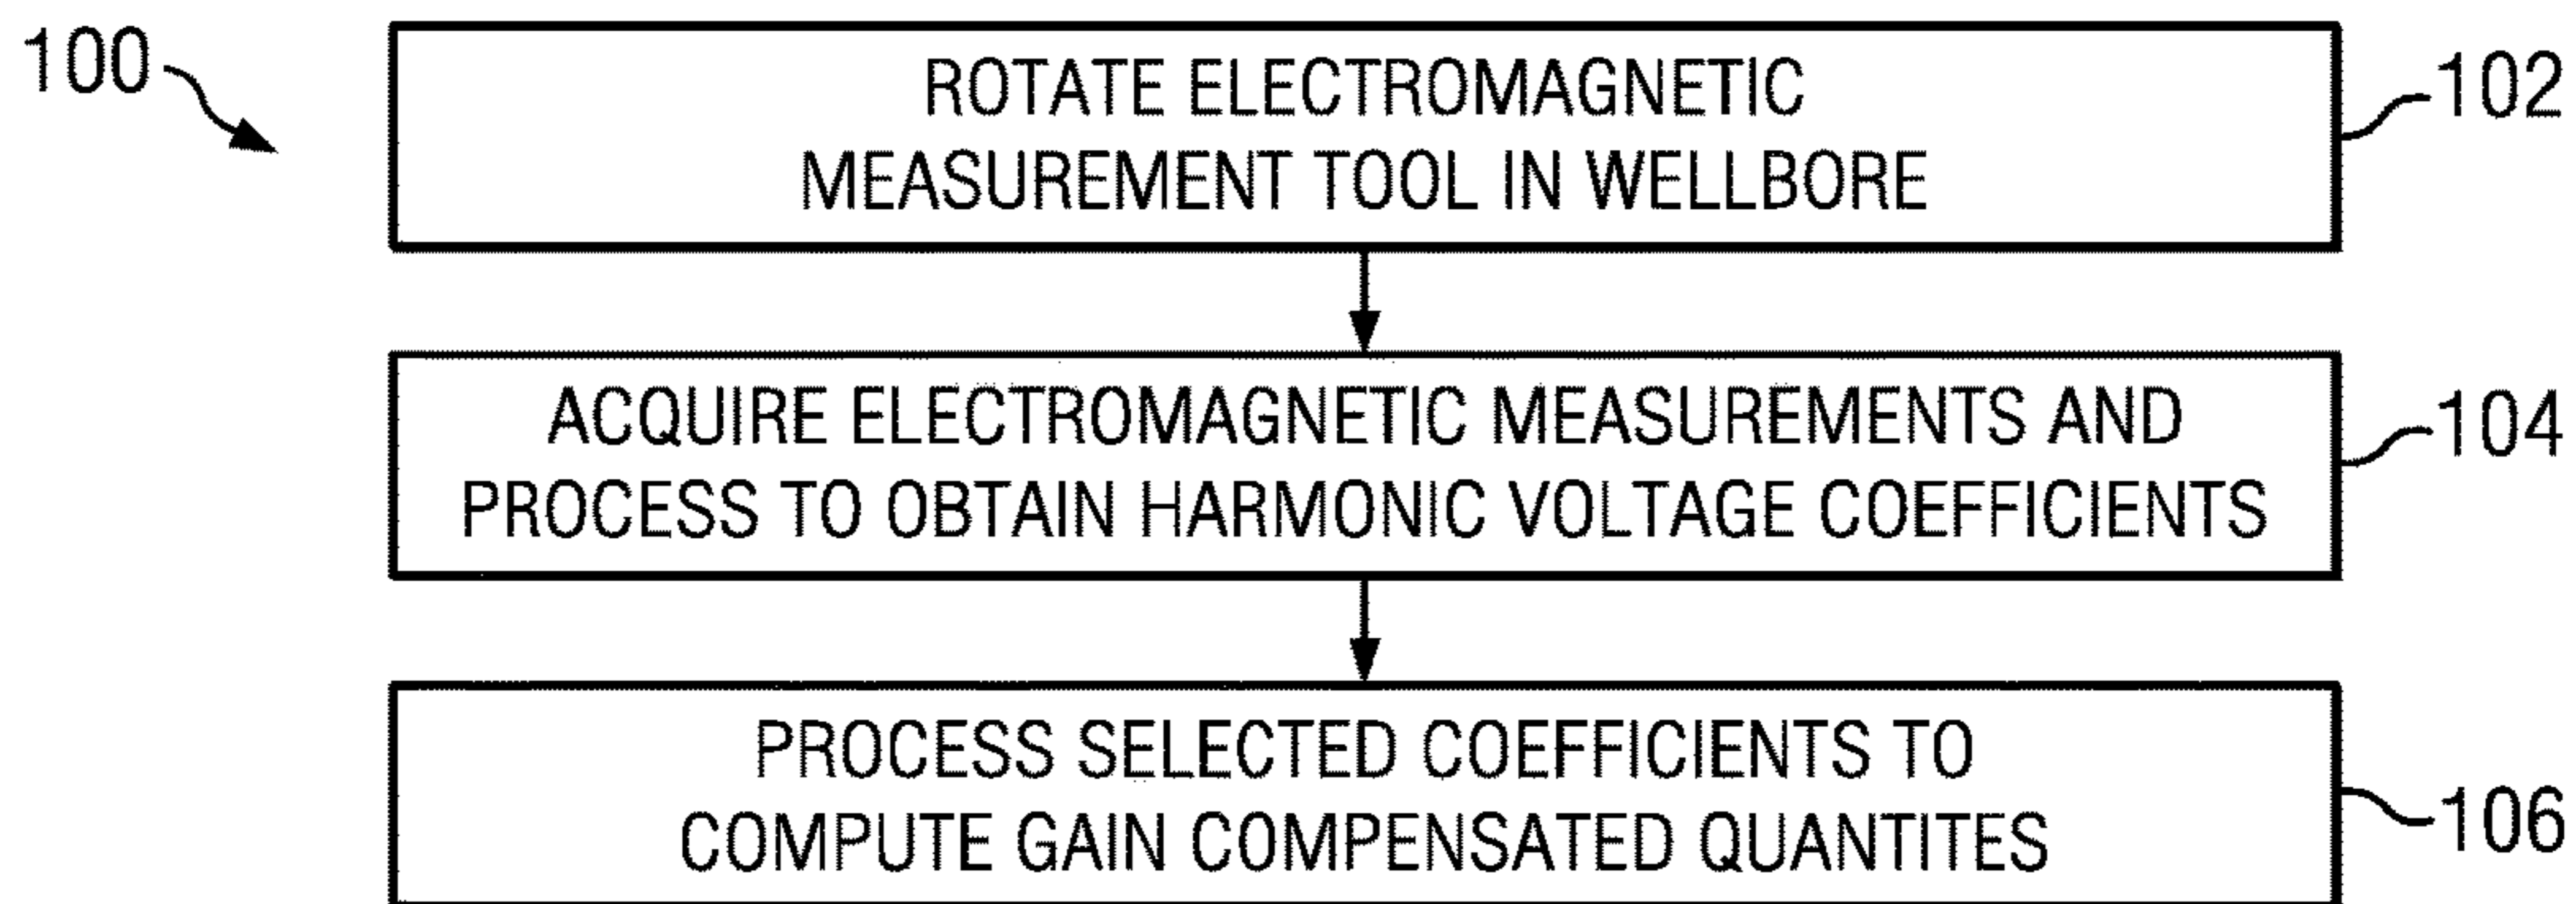 100
ROTATE ELECTROMAGNETIC
MEASUREMENT TOOL IN WELLBORE
102
ACQUIRE ELECTROMAGNETIC MEASUREMENTS AND
PROCESS TO OBTAIN HARMONIC VOLTAGE COEFFICIENTS
104
PROCESS SELECTED COEFFICIENTS TO
COMPUTE GAIN COMPENSATED QUANTITES
106